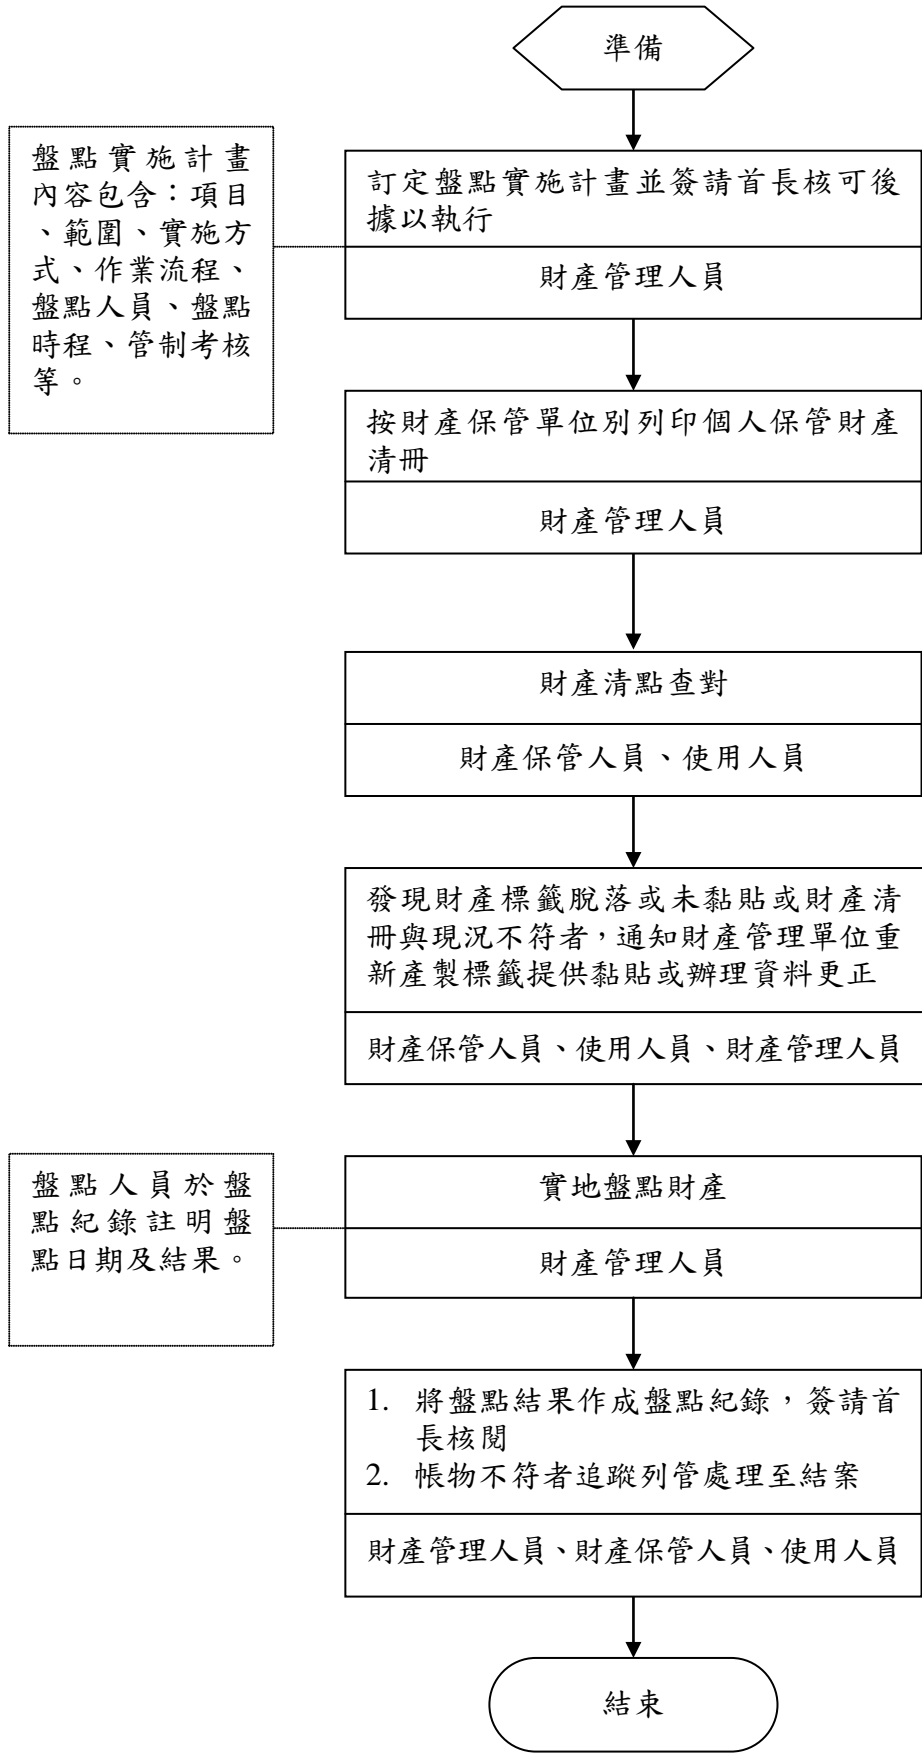 準備
盤點實施計畫
內容包含：項目
、範圍、實施方
式、作業流程、
盤點人員、盤點
時程、管制考核
等。
訂定盤點實施計畫並簽請首長核可後
據以執行
財產管理人員
按財產保管單位別列印個人保管財產
清冊
財產管理人員
財產清點查對
財產保管人員、使用人員
發現財產標籤脫落或未黏貼或財產清
冊與現況不符者，通知財產管理單位重
新產製標籤提供黏貼或辦理資料更正
財產保管人員、使用人員、財產管理人員
盤點人員於盤
點紀錄註明盤
點日期及結果。
實地盤點財產
財產管理人員
1. 將盤點結果作成盤點紀錄，簽請首
長核閱
2. 帳物不符者追蹤列管處理至結案
財產管理人員、財產保管人員、使用人員
結束